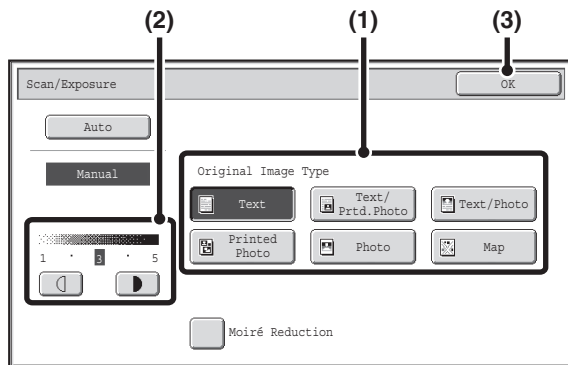 (2) (1) (3)
Scan/Exposure OK
Auto
Manual
Original Image Type
Text
Text/
Prtd.Photo
Text/Photo
Printed
Photo
Photo
Map
1 · 3 · 5
Moiré Reduction